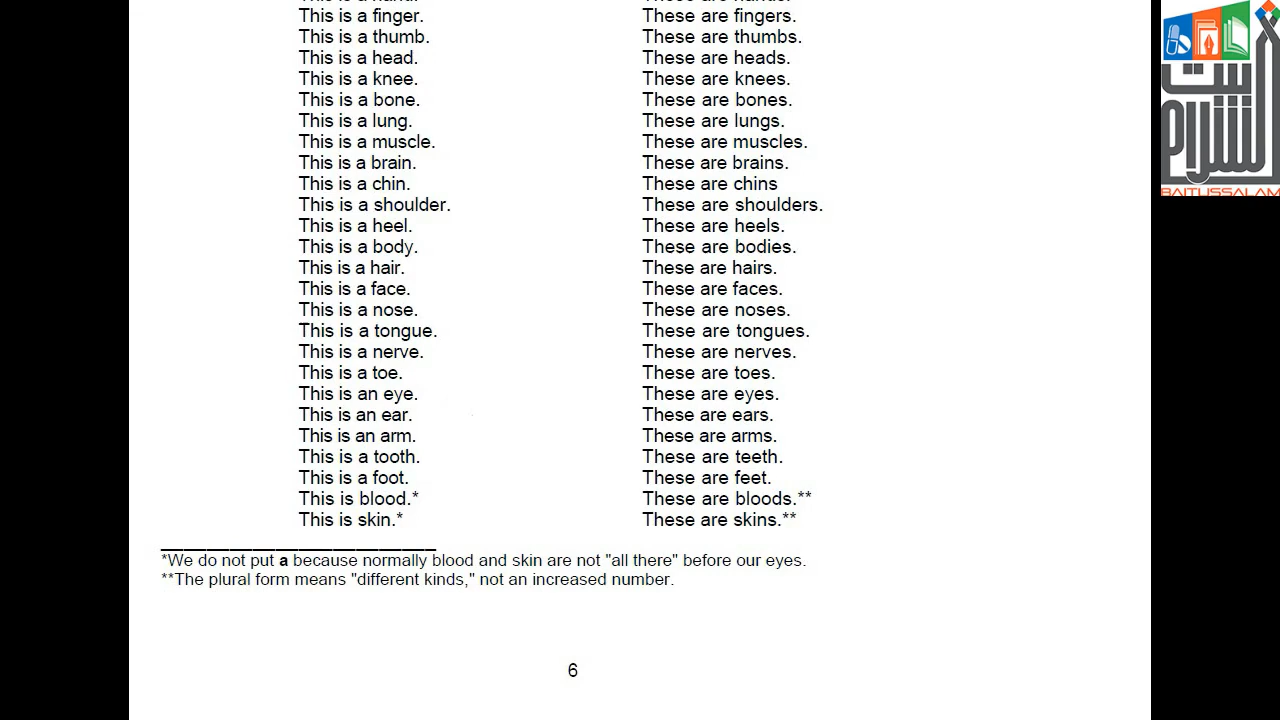 This is a finger. These are fingers.
This is a thumb. These are thumbs.
This is a head. These are heads.
This is a knee. These are knees.
This is a bone. These are bones.
This is a lung. These are lungs.
This is a muscle. These are muscles.
This is a brain. These are brains.
This is a chin. These are chins
This is a shoulder. These are shoulders.
This is a heel. These are heels.
This is a body. These are bodies.
This is a hair. These are hairs.
This is a face. These are faces.
This is a nose. These are noses.
This is a tongue. These are tongues.
This is a nerve. These are nerves.
This is a toe. These are toes.
This is an eye. These are eyes.
This is an ear. These are ears.
This is an arm. These are arms.
This is a tooth. These are teeth.
This is a foot. These are feet.
This is blood.* These are bloods.**
This is skin.* These are skins.**
*We do not put a because normally blood and skin are not "all there" before our eyes.
**The plural form means "different kinds," not an increased number.
6
بيت
السلام
BAITUSSALAM